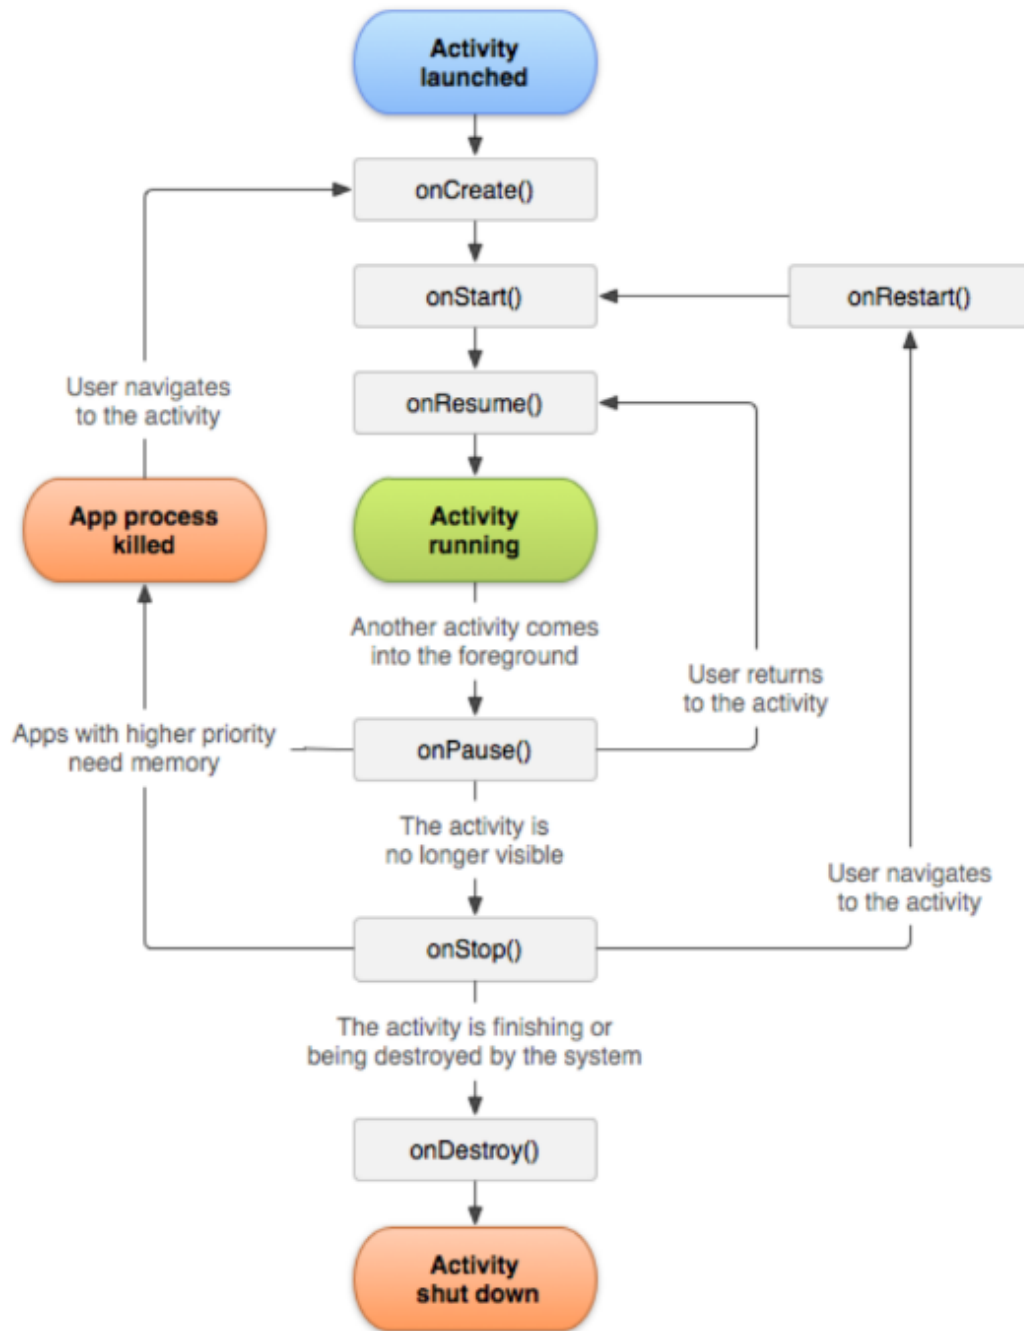 Activity
launched
onCreate()
onStart()
onRestart()
User navigates
to the activity
onResume()
App process
killed
Activity
running
Another activity comes
into the foreground
User returns
to the activity
Apps with higher priority
need memory
onPause()
The activity is
no longer visible
User navigates
to the activity
onStop()
The activity is finishing or
being destroyed by the system
onDestroy()
Activity
shut down